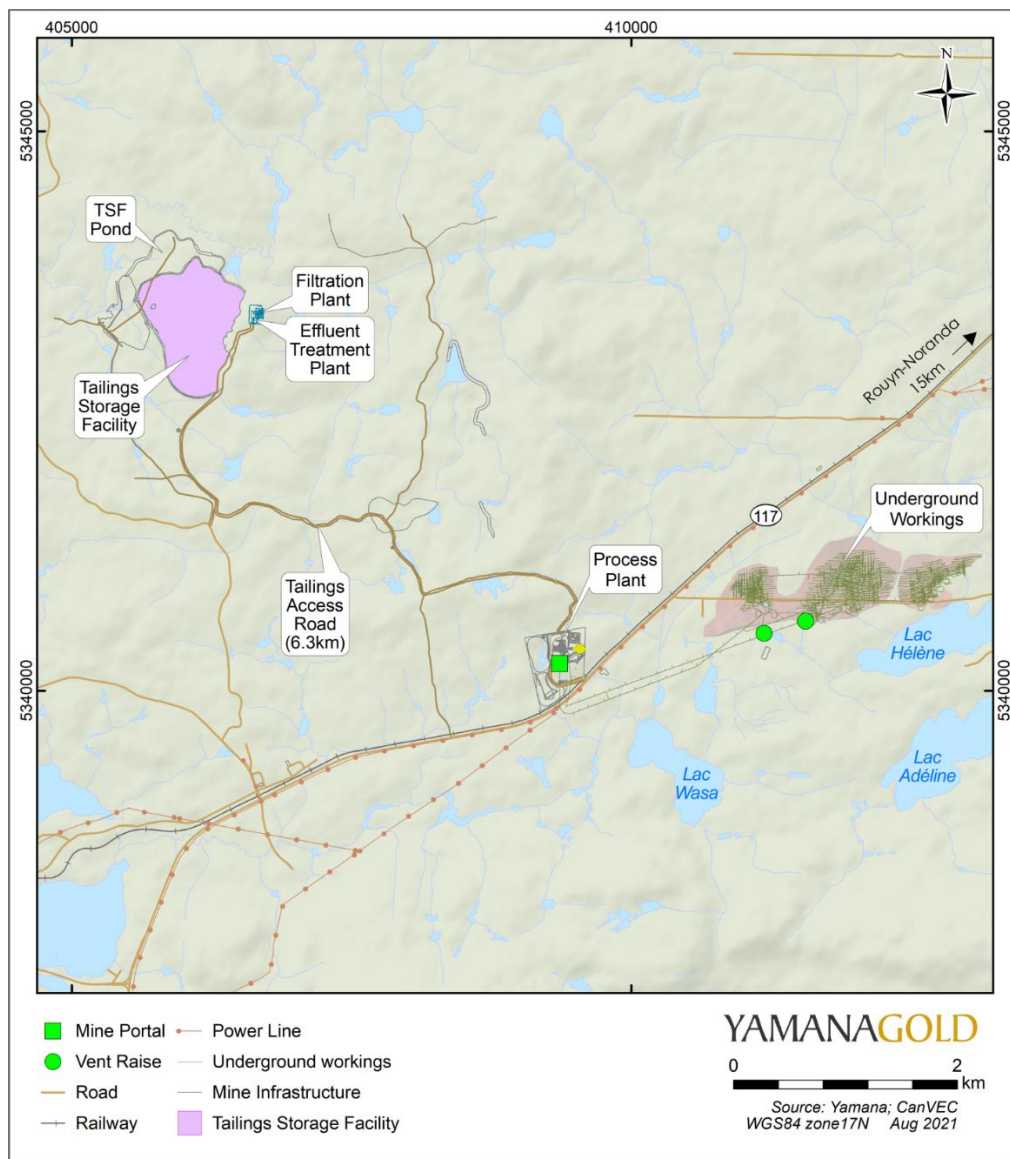 405000
410000
N
5345000
5345000
TSF
Pond
Filtration
Plant
Effluent
Treatment
Plant
Tailings
Storage
Facility
Rouyn-Noranda
15km
117
Underground
Workings
Process
Plant
Tailings
Access
Road
(6.3km)
Lac
Hélène
5340000
5340000
Lac
Wasa
Lac
Adéline
Mine Portal
Power Line
Vent Raise
Underground workings
Road
Mine Infrastructure
Railway
Tailings Storage Facility
YAMANAGOLD
0 2
km
Source: Yamana; CanVEC
WGS84 zone17N Aug 2021